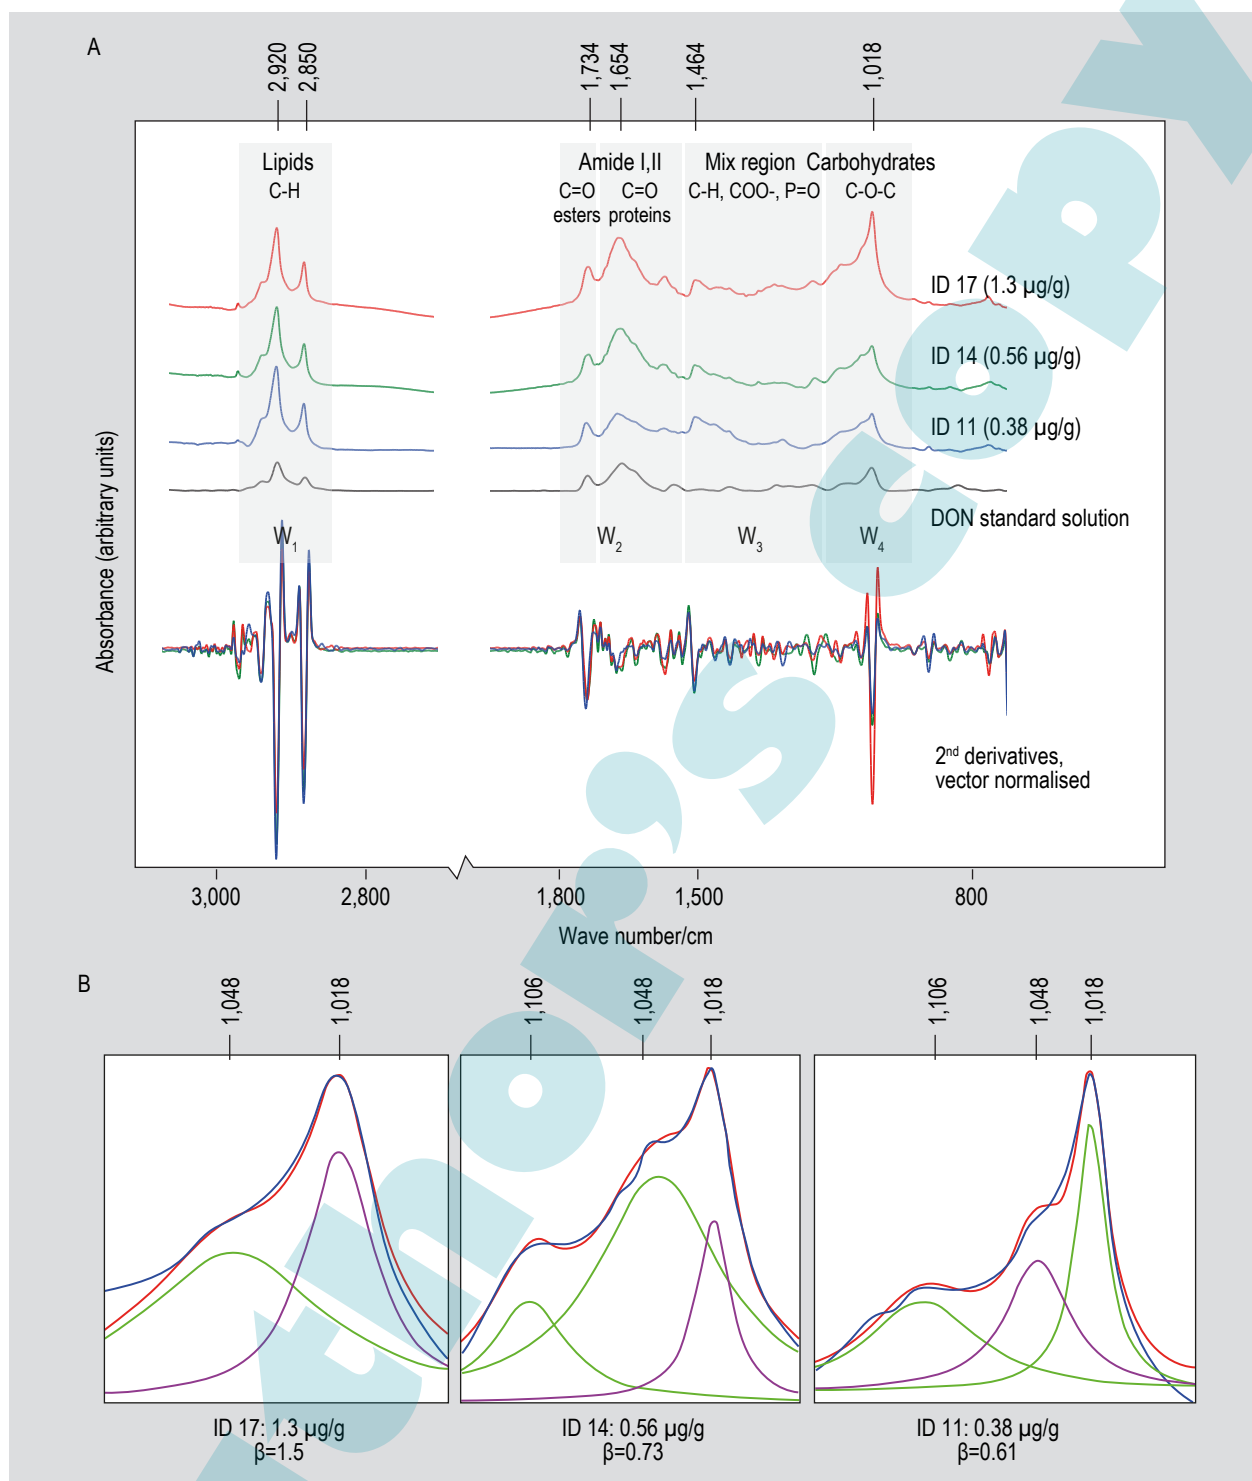 A
2,920
2,850
1,734
1,654
1,464
1,018
Lipids
C-H
Amide I,II
C=O
esters
C=O
proteins
Mix region
C-H, COO-, P=O
Carbohydrates
C-O-C
ID 17 (1.3 µg/g)
ID 14 (0.56 µg/g)
ID 11 (0.38 µg/g)
DON standard solution
W1
W2
W3
W4
2nd derivatives,
vector normalised
Absorbance (arbitrary units)
3,000
2,800
1,800
1,500
800
Wave number/cm
B
1,048
1,018
1,106
1,048
1,018
1,106
1,048
1,018
ID 17: 1.3 µg/g
β=1.5
ID 14: 0.56 µg/g
β=0.73
ID 11: 0.38 µg/g
β=0.61
thor's copy